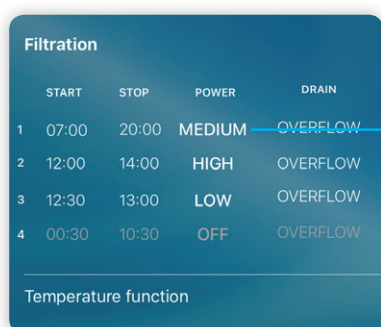 Filtration
START STOP POWER DRAIN
1 07:00 20:00 MEDIUM OVERFLOW
2 12:00 14:00 HIGH OVERFLOW
3 12:30 13:00 LOW OVERFLOW
4 00:30 10:30 OFF OVERFLOW
Temperature function